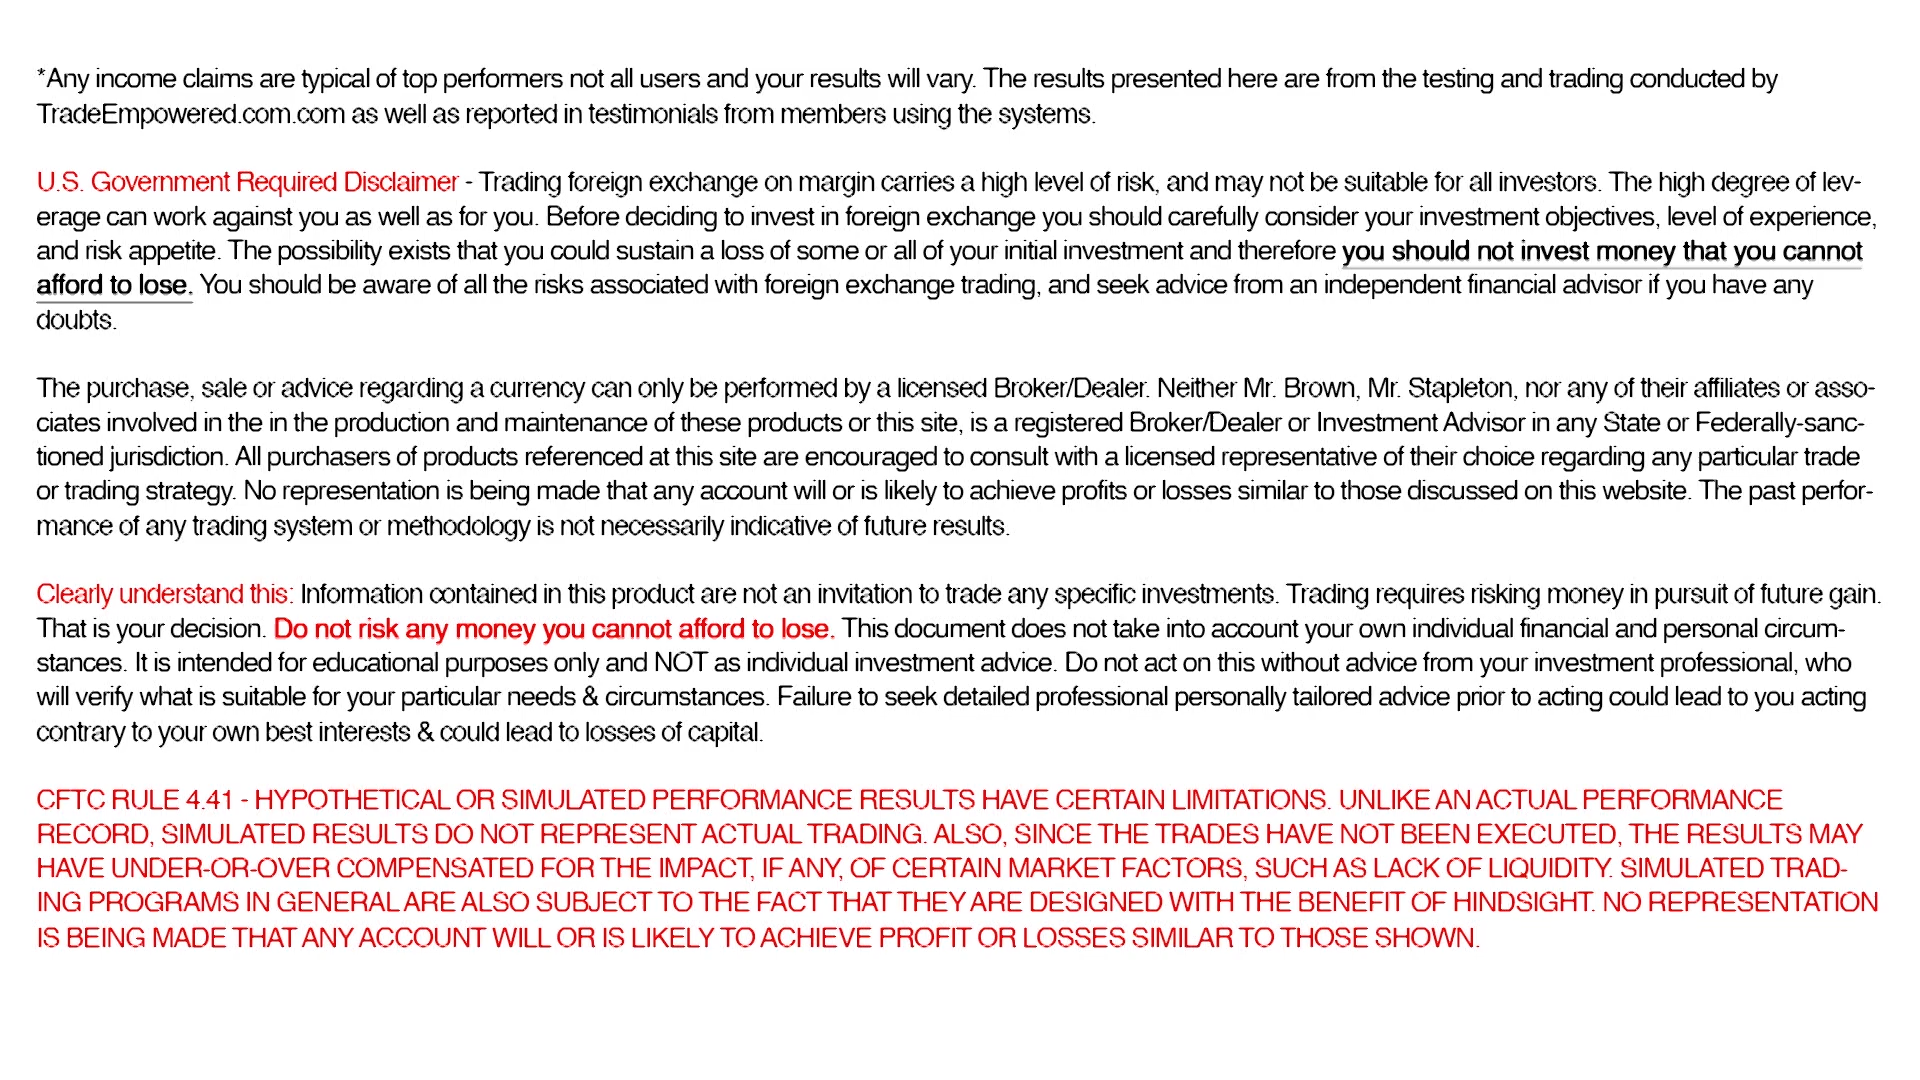 *Any income claims are typical of top performers not all users and your results will vary. The results presented here are from the testing and trading conducted by
TradeEmpowered.com.com as well as reported in testimonials from members using the systems.
U.S. Government Required Disclaimer - Trading foreign exchange on margin carries a high level of risk, and may not be suitable for all investors. The high degree of lev-
erage can work against you as well as for you. Before deciding to invest in foreign exchange you should carefully consider your investment objectives, level of experience,
and risk appetite. The possibility exists that you could sustain a loss of some or all of your initial investment and therefore you should not invest money that you cannot
afford to lose. You should be aware of all the risks associated with foreign exchange trading, and seek advice from an independent financial advisor if you have any
doubts.
The purchase, sale or advice regarding a currency can only be performed by a licensed Broker/Dealer. Neither Mr. Brown, Mr. Stapleton, nor any of their affiliates or asso-
ciates involved in the in the production and maintenance of these products or this site, is a registered Broker/Dealer or Investment Advisor in any State or Federally-sanc-
tioned jurisdiction. All purchasers of products referenced at this site are encouraged to consult with a licensed representative of their choice regarding any particular trade
or trading strategy. No representation is being made that any account will or is likely to achieve profits or losses similar to those discussed on this website. The past perfor-
mance of any trading system or methodology is not necessarily indicative of future results.
Clearly understand this: Information contained in this product are not an invitation to trade any specific investments. Trading requires risking money in pursuit of future gain.
That is your decision. Do not risk any money you cannot afford to lose. This document does not take into account your own individual financial and personal circum-
stances. It is intended for educational purposes only and NOT as individual investment advice. Do not act on this without advice from your investment professional, who
will verify what is suitable for your particular needs & circumstances. Failure to seek detailed professional personally tailored advice prior to acting could lead to you acting
contrary to your own best interests & could lead to losses of capital.
CFTC RULE 4.41 - HYPOTHETICAL OR SIMULATED PERFORMANCE RESULTS HAVE CERTAIN LIMITATIONS. UNLIKE AN ACTUAL PERFORMANCE
RECORD, SIMULATED RESULTS DO NOT REPRESENT ACTUAL TRADING. ALSO, SINCE THE TRADES HAVE NOT BEEN EXECUTED, THE RESULTS MAY
HAVE UNDER-OR-OVER COMPENSATED FOR THE IMPACT, IF ANY, OF CERTAIN MARKET FACTORS, SUCH AS LACK OF LIQUIDITY. SIMULATED TRAD-
ING PROGRAMS IN GENERAL ARE ALSO SUBJECT TO THE FACT THAT THEY ARE DESIGNED WITH THE BENEFIT OF HINDSIGHT. NO REPRESENTATION
IS BEING MADE THAT ANY ACCOUNT WILL OR IS LIKELY TO ACHIEVE PROFIT OR LOSSES SIMILAR TO THOSE SHOWN.